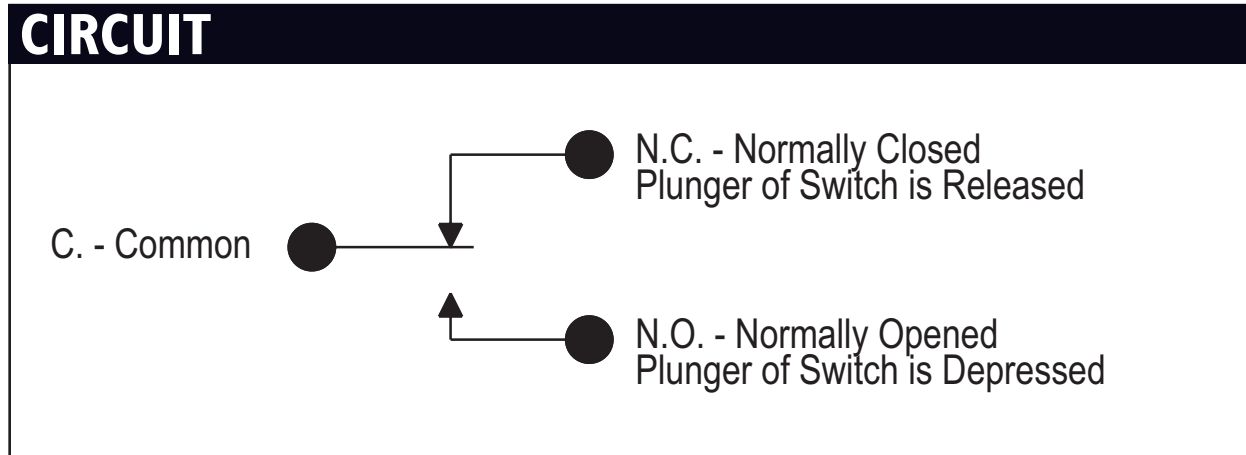 CIRCUIT
N.C. - Normally Closed
Plunger of Switch is Released
C. - Common
N.O. - Normally Opened
Plunger of Switch is Depressed